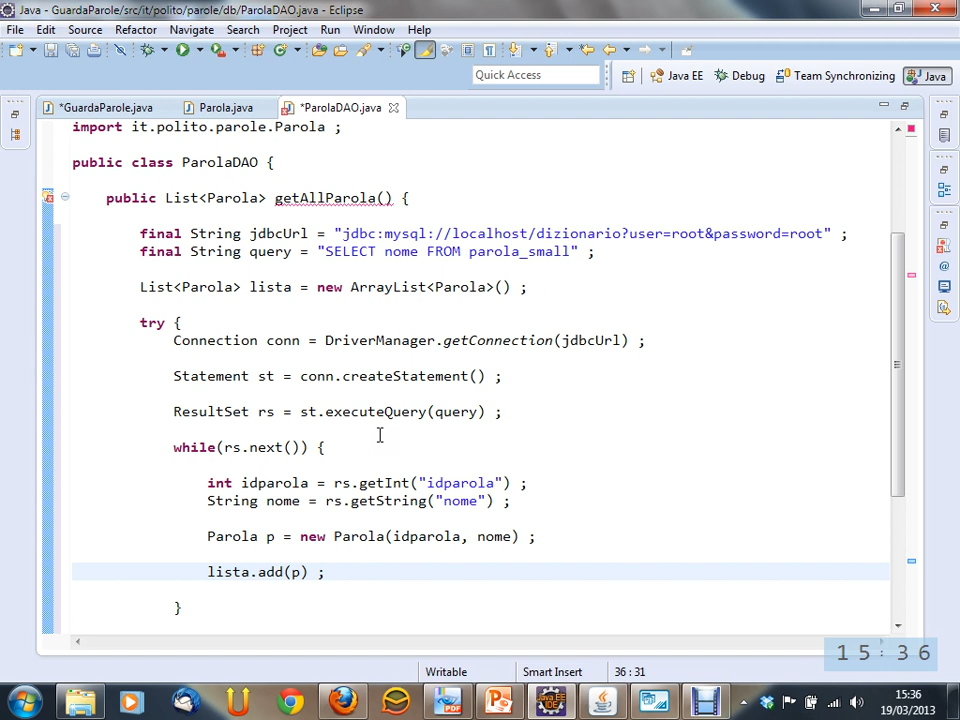 Java - GuardaParole/src/it/polito/parole/db/ParolaDAO.java - Eclipse
File Edit Source Refactor Navigate Search Project Run Window Help
Quick Access Java EE Debug Team Synchronizing Java
*GuardaParole.java Parola.java *ParolaDAO.java
import it.polito.parole.Parola ;
public class ParolaDAO {
public List<Parola> getAllParola() {
final String jdbcUrl = "jdbc:mysql://localhost/dizionario?user=root&password=root" ;
final String query = "SELECT nome FROM parola_small" ;
List<Parola> lista = new ArrayList<Parola>() ;
try {
Connection conn = DriverManager.getConnection(jdbcUrl) ;
Statement st = conn.createStatement() ;
ResultSet rs = st.executeQuery(query) ;
while(rs.next()) {
int idparola = rs.getInt("idparola") ;
String nome = rs.getString("nome") ;
Parola p = new Parola(idparola, nome) ;
lista.add(p) ;
}
15:36
Writable Smart Insert 36 : 31
15:36
19/03/2013